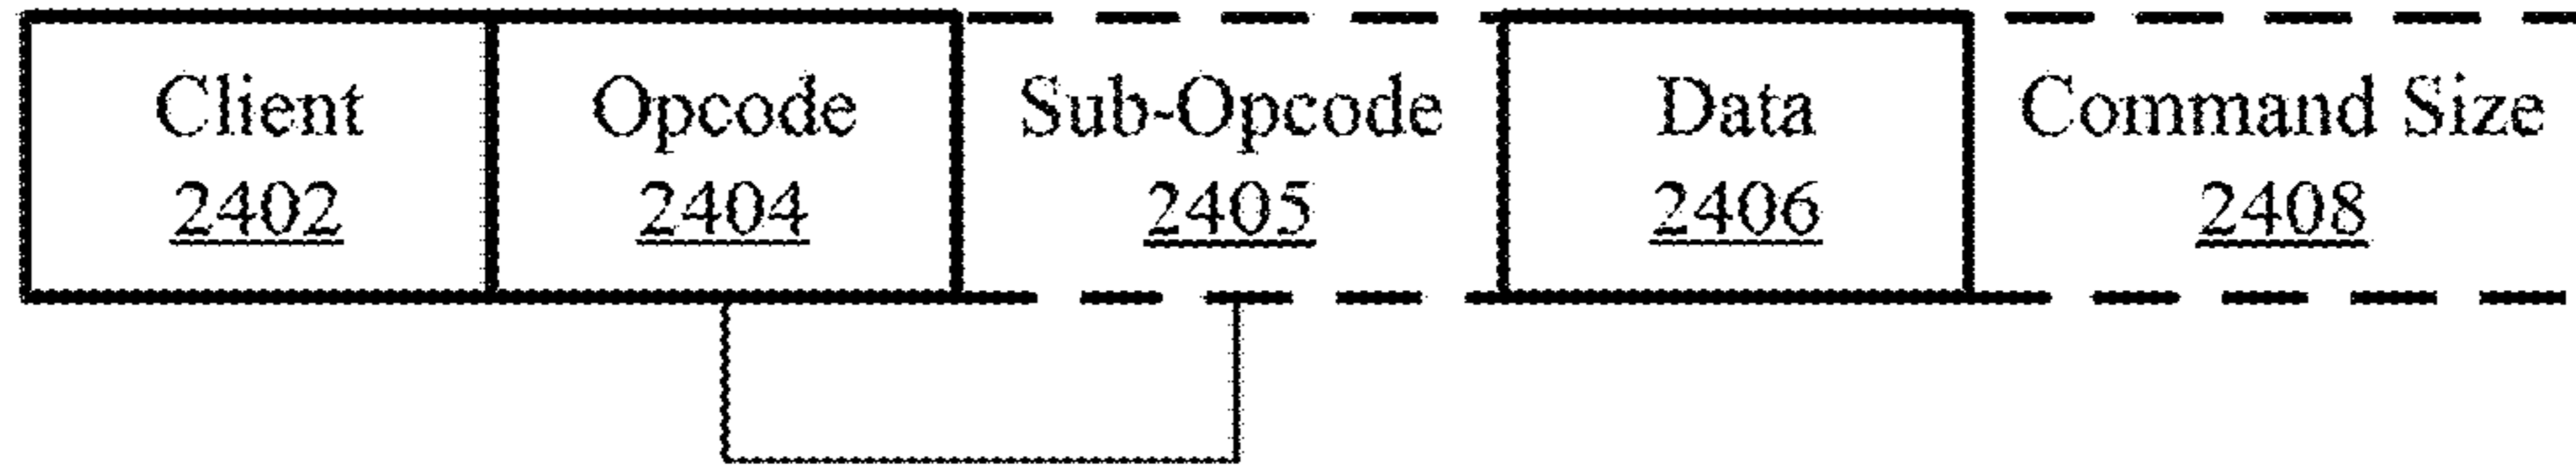 Client Opcode Sub-Opcode Data Command Size
2402 2404 2405 2406 2408